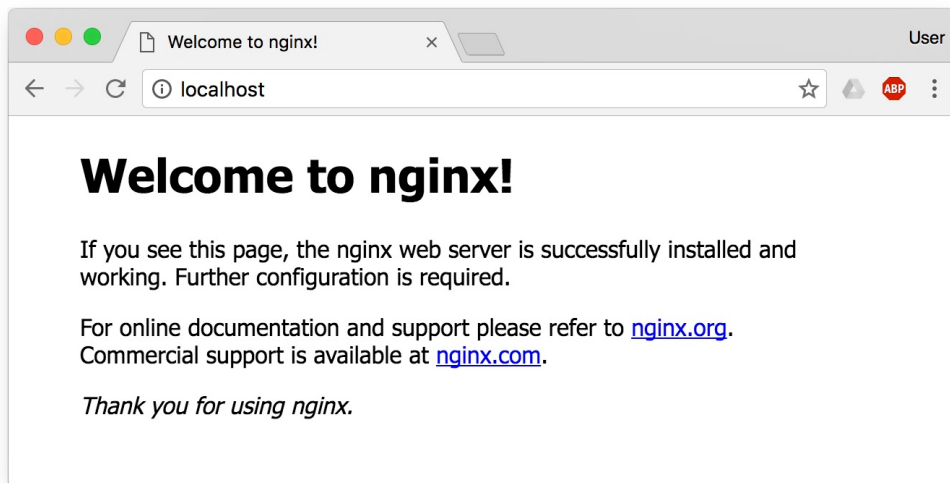 Welcome to nginx!
User
localhost
ABP
Welcome to nginx!
If you see this page, the nginx web server is successfully installed and
working. Further configuration is required.
For online documentation and support please refer to nginx.org.
Commercial support is available at nginx.com.
Thank you for using nginx.